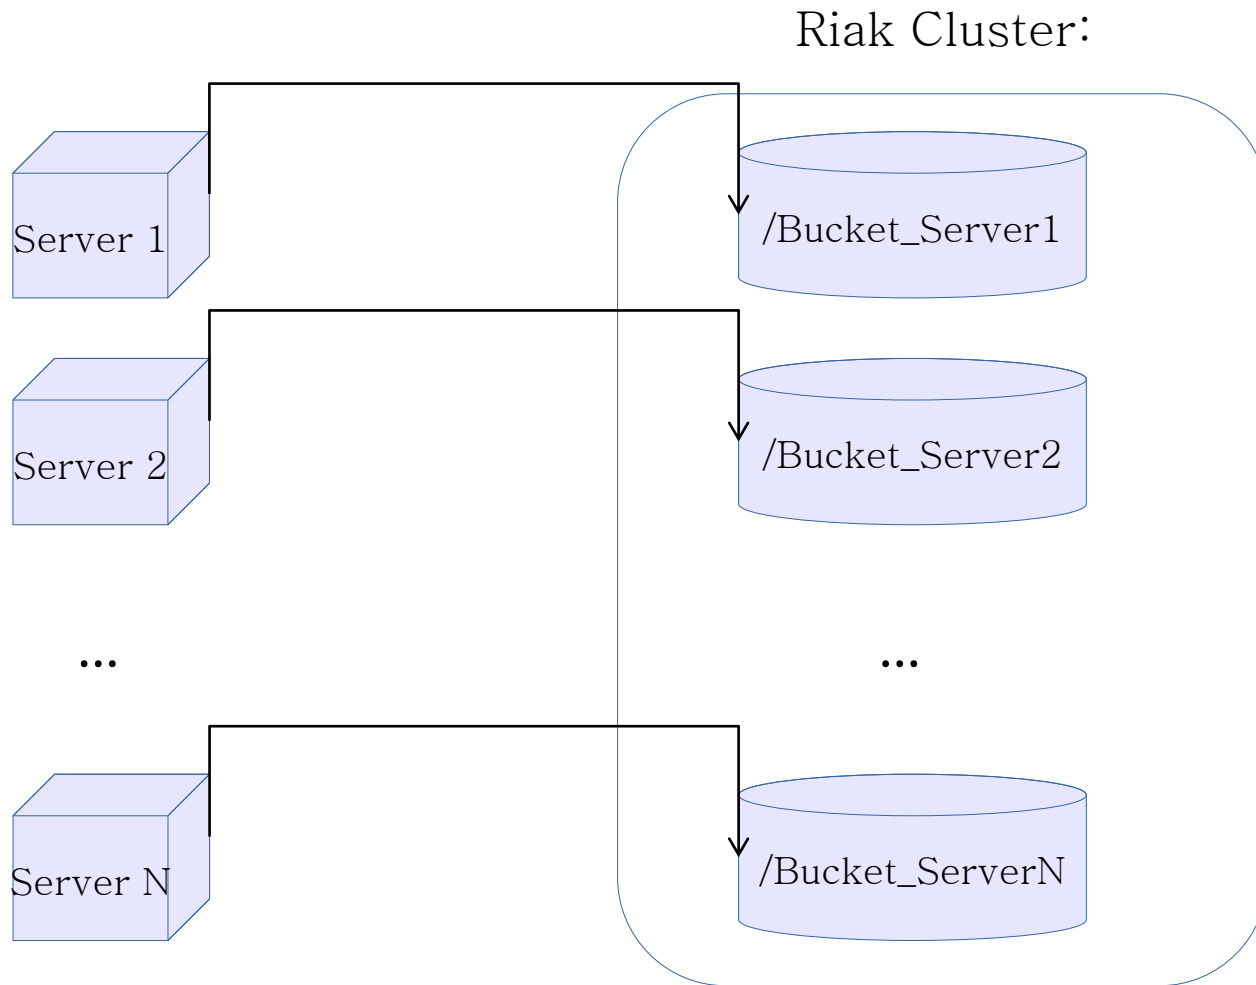 Riak Cluster:
Server 1
/Bucket_Server1
Server 2
/Bucket_Server2
...
...
Server N
/Bucket_ServerN